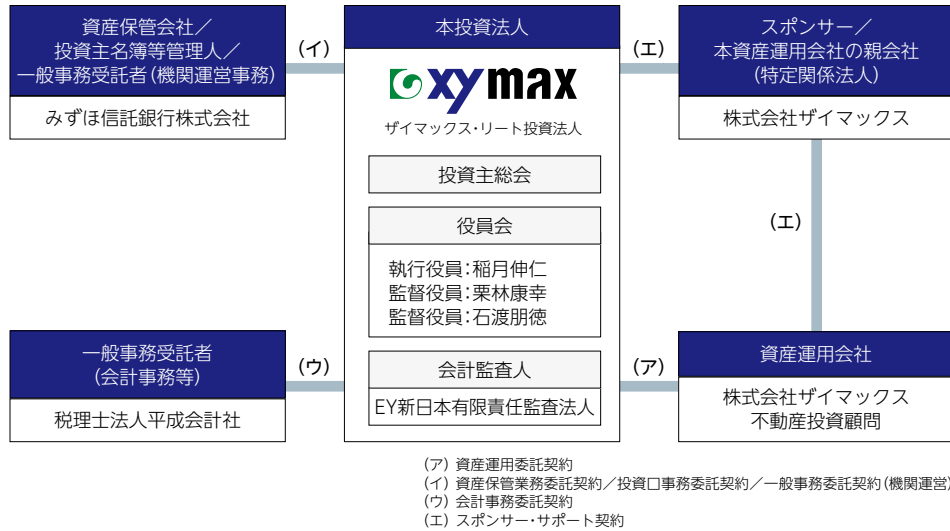 資産保管会社／
投資主名簿等管理人／
一般事務受託者(機関運営事務)
みずほ信託銀行株式会社
(イ)
本投資法人
xymax
ザイマックス・リート投資法人
投資主総会
役員会
執行役員：稲月伸仁
監督役員：栗林康幸
監督役員：石渡朋徳
会計監査人
EY新日本有限責任監査法人
(エ)
スポンサー／
本資産運用会社の親会社
(特定関係法人)
株式会社ザイマックス
(エ)
一般事務受託者
(会計事務等)
税理士法人平成会計社
(ウ)
(ア)
資産運用会社
株式会社ザイマックス
不動産投資顧問
(ア) 資産運用委託契約
(イ) 資産保管業務委託契約／投資口事務委託契約／一般事務委託契約(機関運営)
(ウ) 会計事務委託契約
(エ) スポンサー・サポート契約